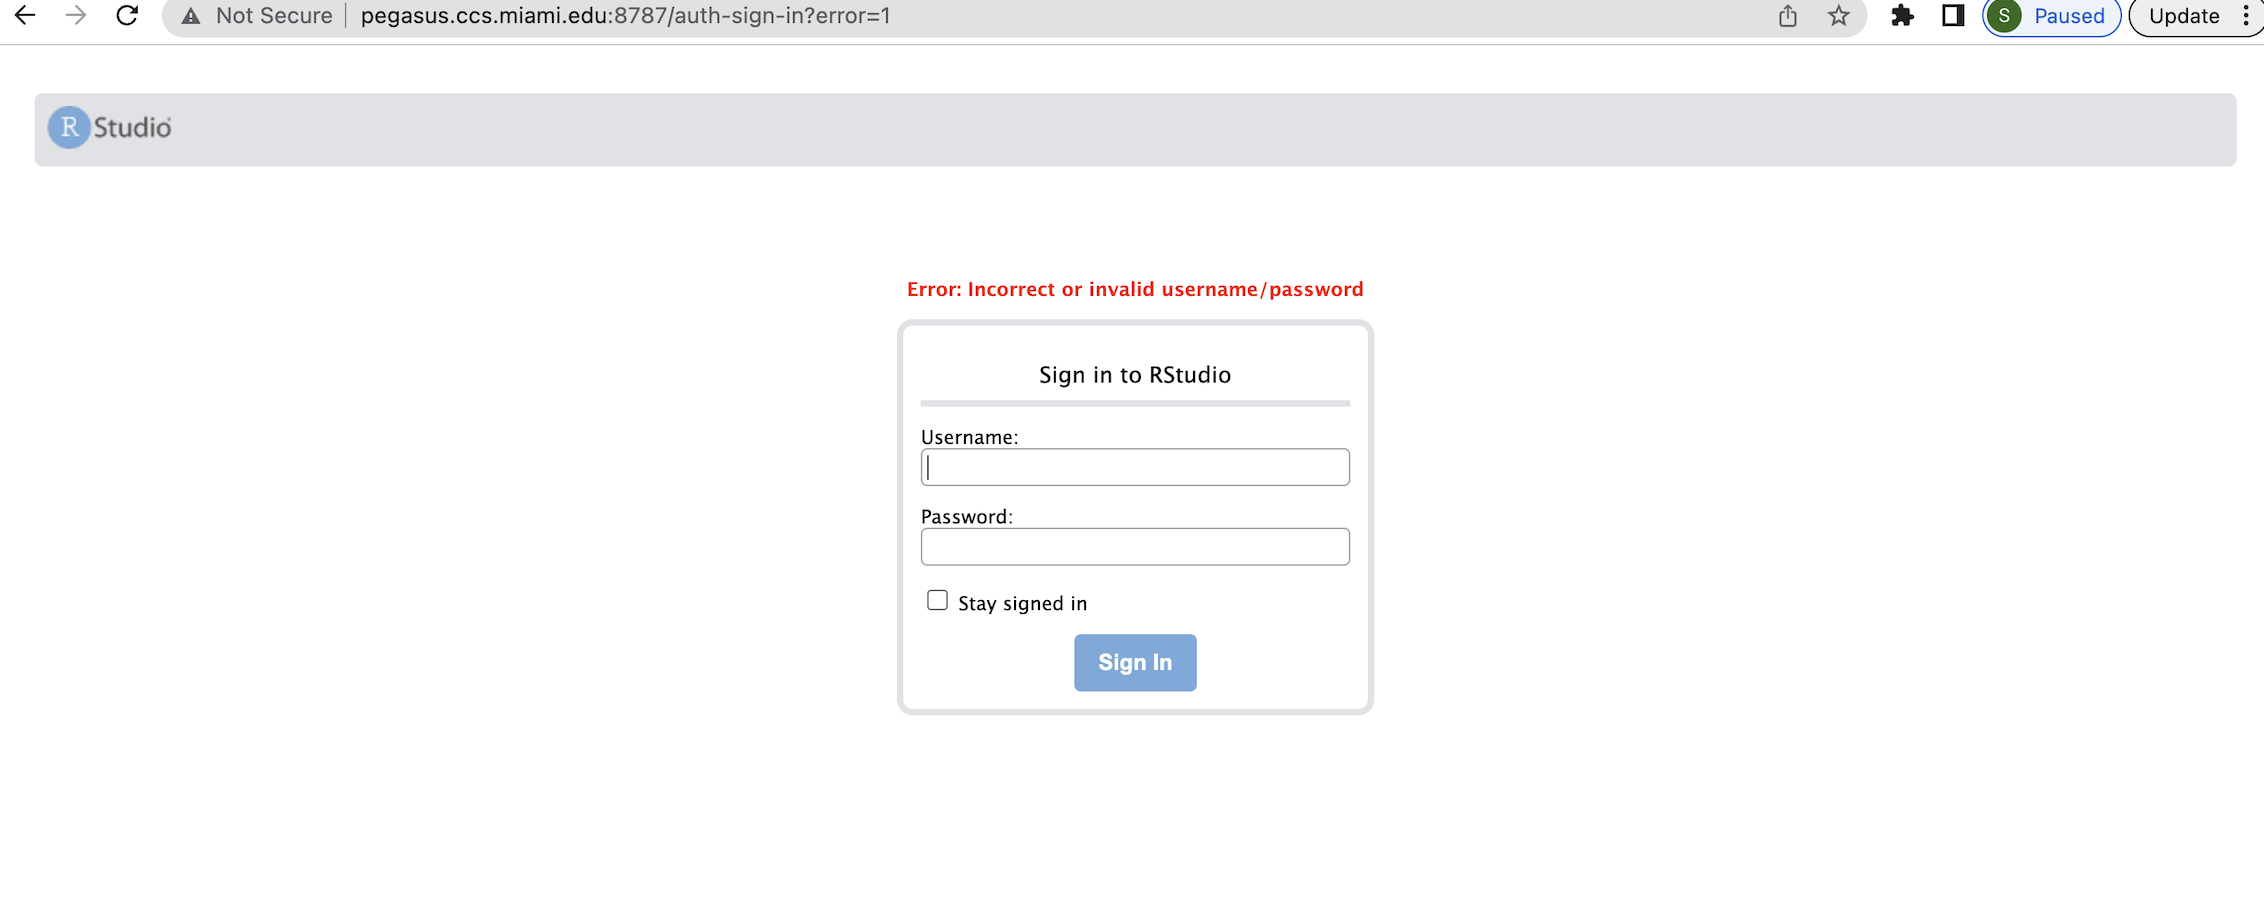 Not Secure pegasus.ccs.miami.edu:8787/auth-sign-in?error=1 S Paused Update
R Studio
Error: Incorrect or invalid username/password
Sign in to RStudio
Username:
Password:
Stay signed in
Sign In